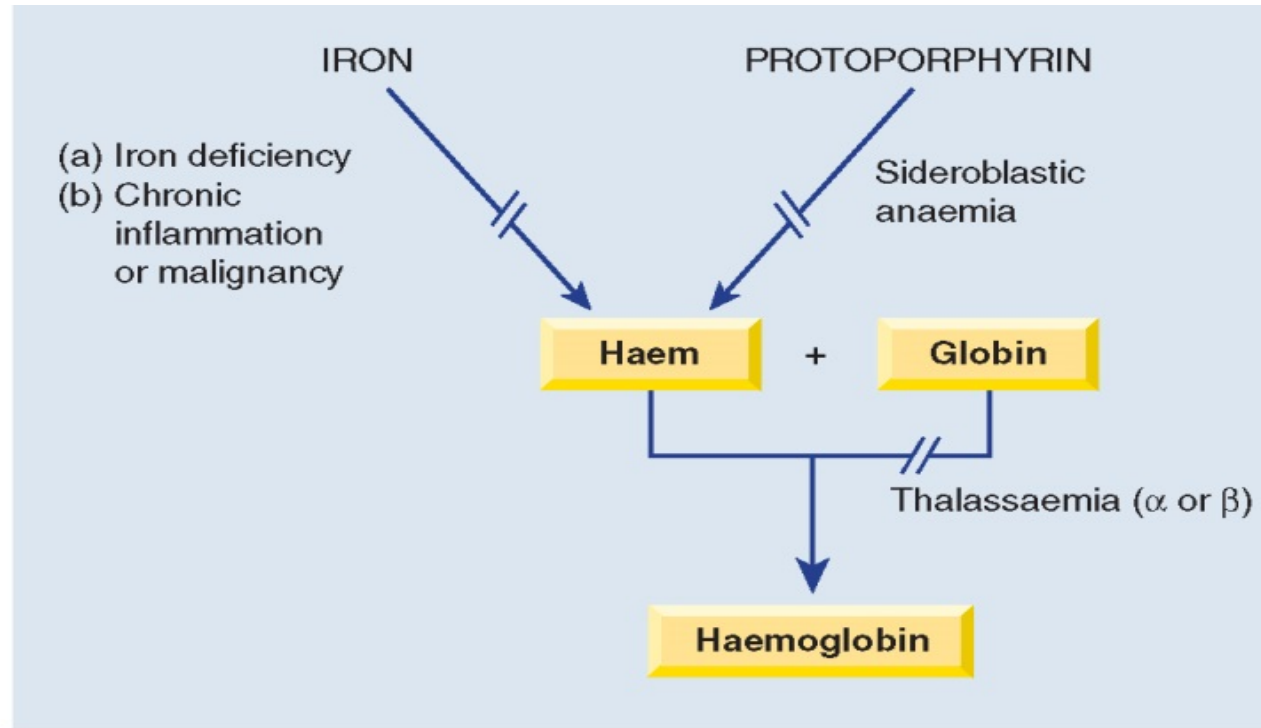 IRON
PROTOPORPHYRIN
(a) Iron deficiency
(b) Chronic
inflammation
or malignancy
Sideroblastic
anaemia
Haem + Globin
Thalassaemia (α or β)
Haemoglobin